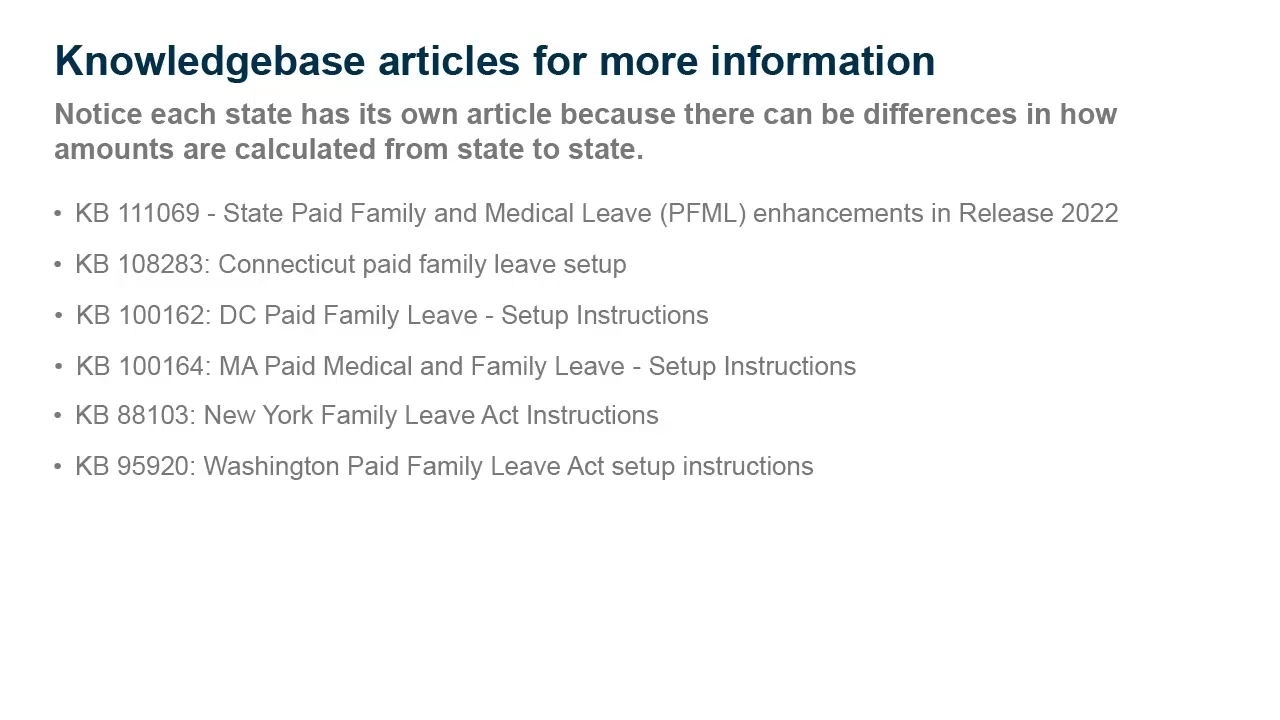 Knowledgebase articles for more information
Notice each state has its own article because there can be differences in how
amounts are calculated from state to state.
• KB 111069 - State Paid Family and Medical Leave (PFML) enhancements in Release 2022
• KB 108283: Connecticut paid family leave setup
• KB 100162: DC Paid Family Leave - Setup Instructions
• KB 100164: MA Paid Medical and Family Leave - Setup Instructions
• KB 88103: New York Family Leave Act Instructions
• KB 95920: Washington Paid Family Leave Act setup instructions